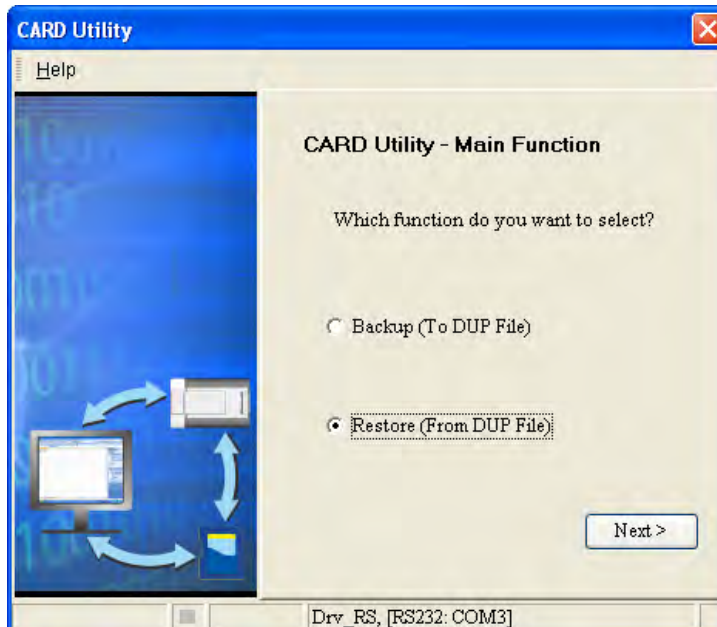 CARD Utility
Help
CARD Utility - Main Function
Which function do you want to select?
Backup (To DUP File)
Restore (From DUP File)
Next >
Drv_RS, [RS232: COM3]